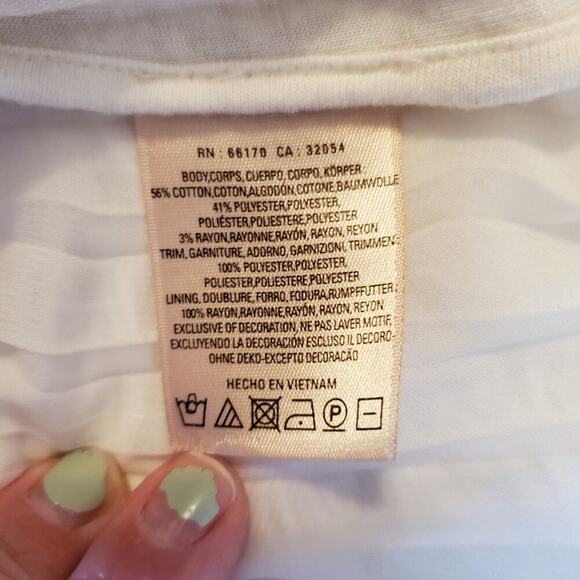 RN : 66170 CA : 32054
BODY,CORPS, CUERPO, CORPO, KÖRPER:
56% COTTON,COTON,ALGODÓN,COTONE,BAUMWOLLE
41% POLYESTER,POLYESTER,
POLIÉSTER,POLIESTERE,POLYESTER
3% RAYON,RAYONNE,RAYÓN, RAYON, REYON
TRIM, GARNITURE, ADORNO, GARNIZIONI, TRIMMEN:
100% POLYESTER,POLYESTER,
POLIESTER,POLIESTERE,POLYESTER
LINING, DOUBLURE, FORRO, FODURA,RUMPFFUTTER:
100% RAYON,RAYONNE,RAYÓN, RAYON, REYON
EXCLUSIVE OF DECORATION, NE PAS LAVER MOTIF,
EXCLUYENDO LA DECORACIÓN ESCLUSO IL DECORO-
OHNE DEKO-EXCEPTO DECORACÃO
HECHO EN VIETNAM
P